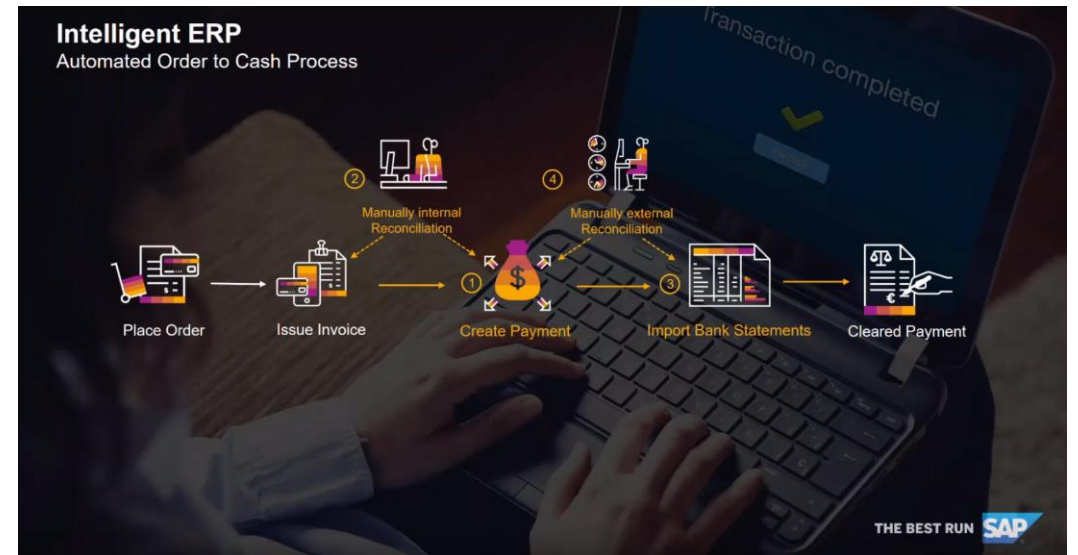 Intelligent ERP
Automated Order to Cash Process
Transaction completed
2
4
Manually internal
Reconciliation
Manually external
Reconciliation
1
$
3
Place Order
Issue Invoice
Create Payment
Import Bank Statements
Cleared Payment
€
THE BEST RUN SAP